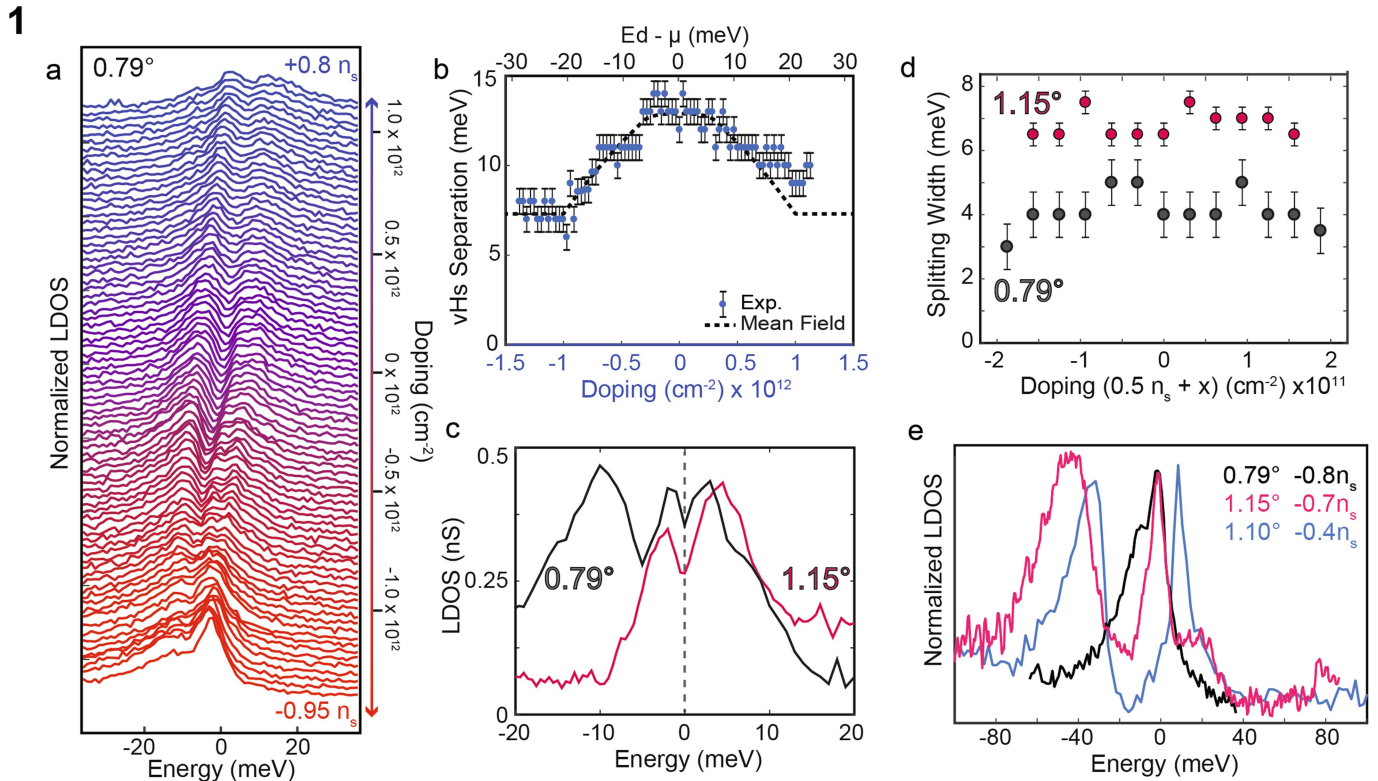 1
a
0.79°
+0.8 nₛ
1.0 x 10¹²
0.5 x 10¹²
0 x 10¹²
-0.5 x 10¹²
-1.0 x 10¹²
Doping (cm⁻²)
-0.95 nₛ
Normalized LDOS
-20 0 20
Energy (meV)
b
Ed - μ (meV)
-30 -20 -10 0 10 20 30
15
10
5
0
vHs Separation (meV)
Exp.
Mean Field
-1.5 -1 -0.5 0 0.5 1 1.5
Doping (cm⁻²) x 10¹²
c
0.5
0.25
0
LDOS (nS)
0.79°
1.15°
-20 -10 0 10 20
Energy (meV)
d
8
6
4
2
0
Splitting Width (meV)
1.15°
0.79°
-2 -1 0 1 2
Doping (0.5 nₛ + x) (cm⁻²) x10¹¹
e
Normalized LDOS
0.79° -0.8nₛ
1.15° -0.7nₛ
1.10° -0.4nₛ
-80 -40 0 40 80
Energy (meV)